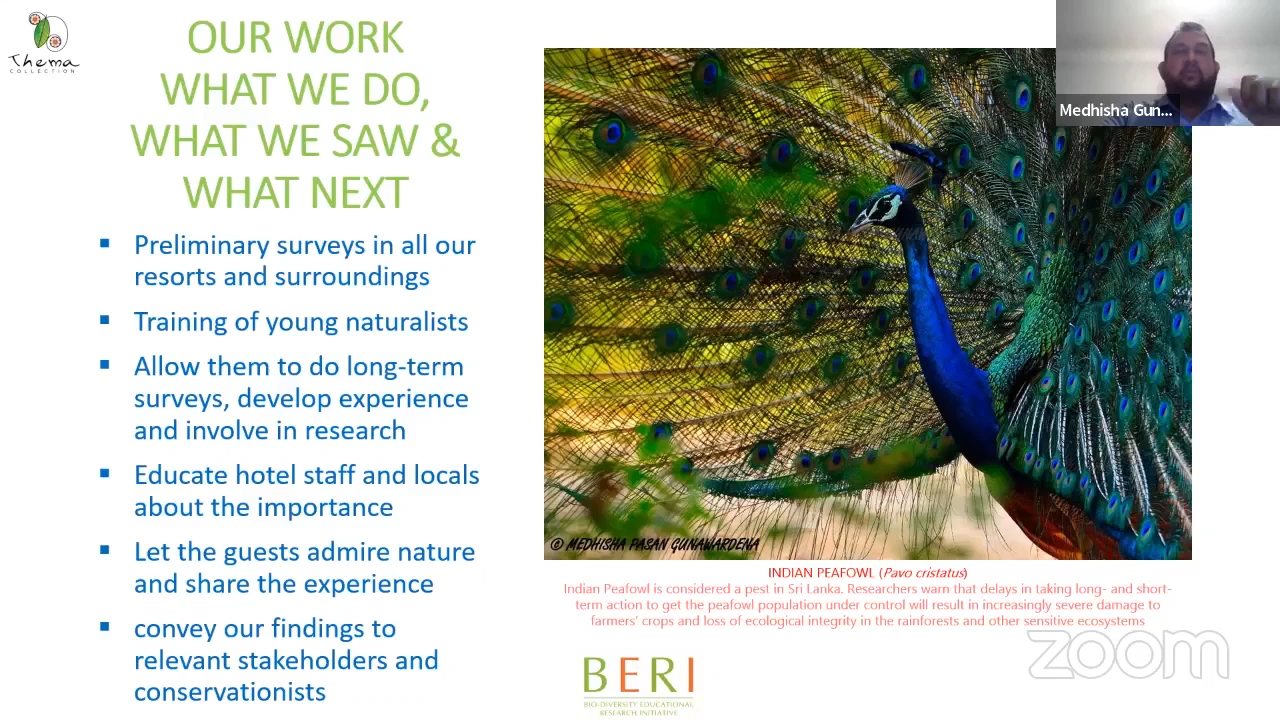 Thema
COLLECTION
OUR WORK
WHAT WE DO,
WHAT WE SAW &
WHAT NEXT
▪ Preliminary surveys in all our
resorts and surroundings
▪ Training of young naturalists
▪ Allow them to do long-term
surveys, develop experience
and involve in research
▪ Educate hotel staff and locals
about the importance
▪ Let the guests admire nature
and share the experience
▪ convey our findings to
relevant stakeholders and
conservationists
Medhisha Gun...
© MEDHISHA PASAN GUNAWARDENA
INDIAN PEAFOWL (Pavo cristatus)
Indian Peafowl is considered a pest in Sri Lanka. Researchers warn that delays in taking long- and short-
term action to get the peafowl population under control will result in increasingly severe damage to
farmers' crops and loss of ecological integrity in the rainforests and other sensitive ecosystems
BERI
BIO-DIVERSITY EDUCATIONAL
RESEARCH INITIATIVE
zoom